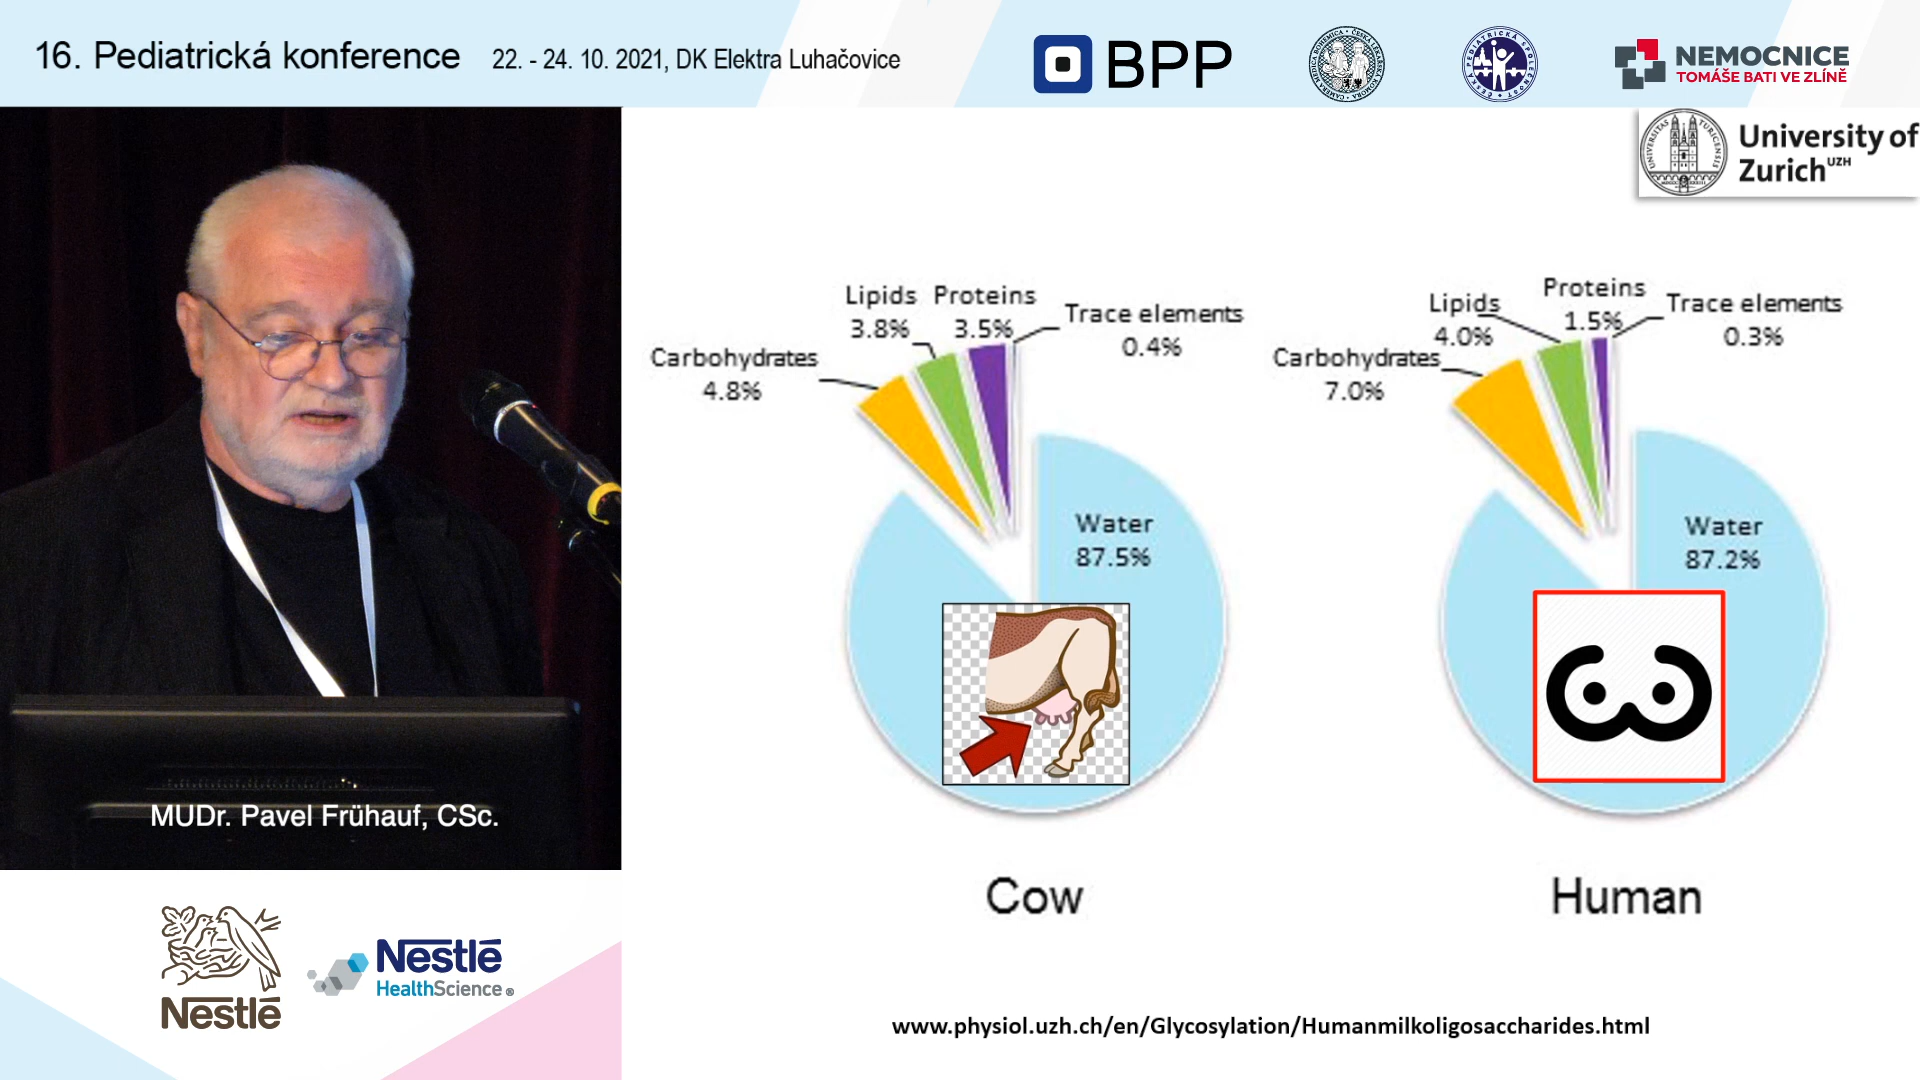 16. Pediatrická konference 22. - 24. 10. 2021, DK Elektra Luhačovice
BPP
NEMOCNICE
TOMÁŠE BATI VE ZLÍNĚ
University of
Zurich UZH
Lipids
3.8%
Proteins
3.5%
Trace elements
0.4%
Carbohydrates
4.8%
Water
87.5%
Cow
Lipids
4.0%
Proteins
1.5%
Trace elements
0.3%
Carbohydrates
7.0%
Water
87.2%
Human
MUDr. Pavel Frühauf, CSc.
Nestlé
Nestlé
HealthScience®
www.physiol.uzh.ch/en/Glycosylation/Humanmilkoligosaccharides.html